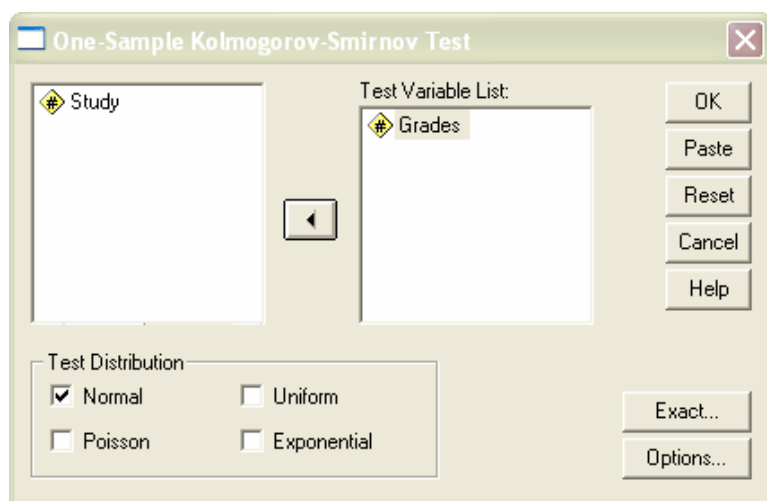 One-Sample Kolmogorov-Smirnov Test
# Study
Test Variable List:
# Grades
OK
Paste
Reset
Cancel
Help
Test Distribution
Normal
Uniform
Poisson
Exponential
Exact...
Options...